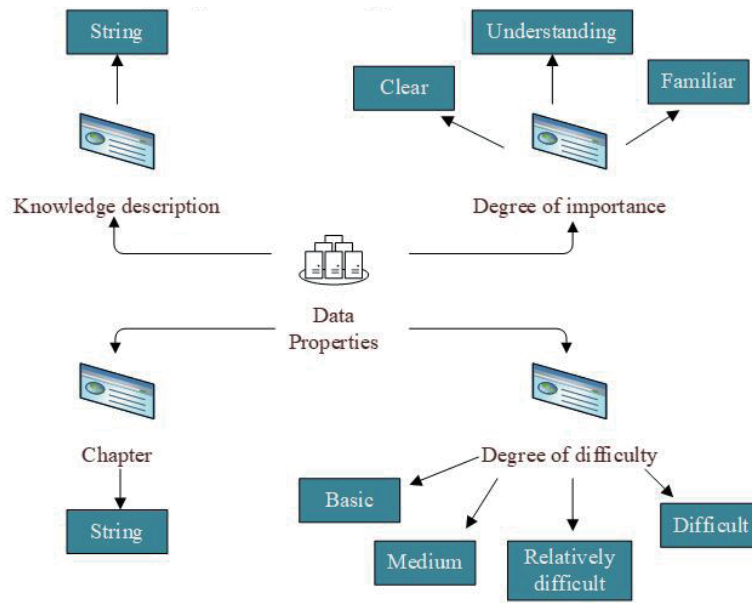 String
Understanding
Clear
Familiar
Knowledge description
Degree of importance
Data
Properties
Chapter
Degree of difficulty
String
Basic
Medium
Relatively
difficult
Difficult